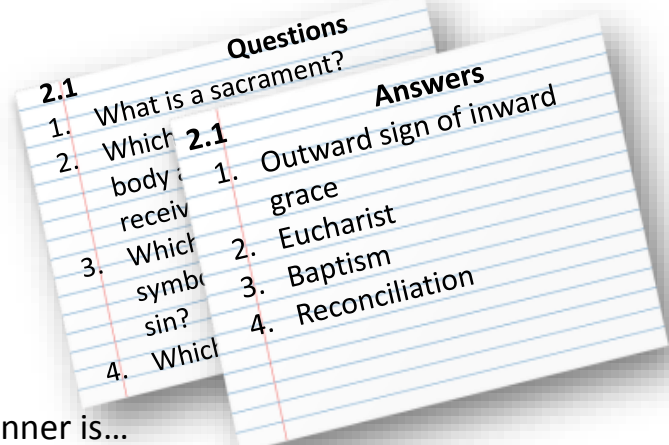 Questions
2.1
1. What is a sacrament?
2. Which
body
receiv
3. Which
symbo
sin?
4. Which
Answers
2.1
1. Outward sign of inward
grace
2. Eucharist
3. Baptism
4. Reconciliation
nner is...